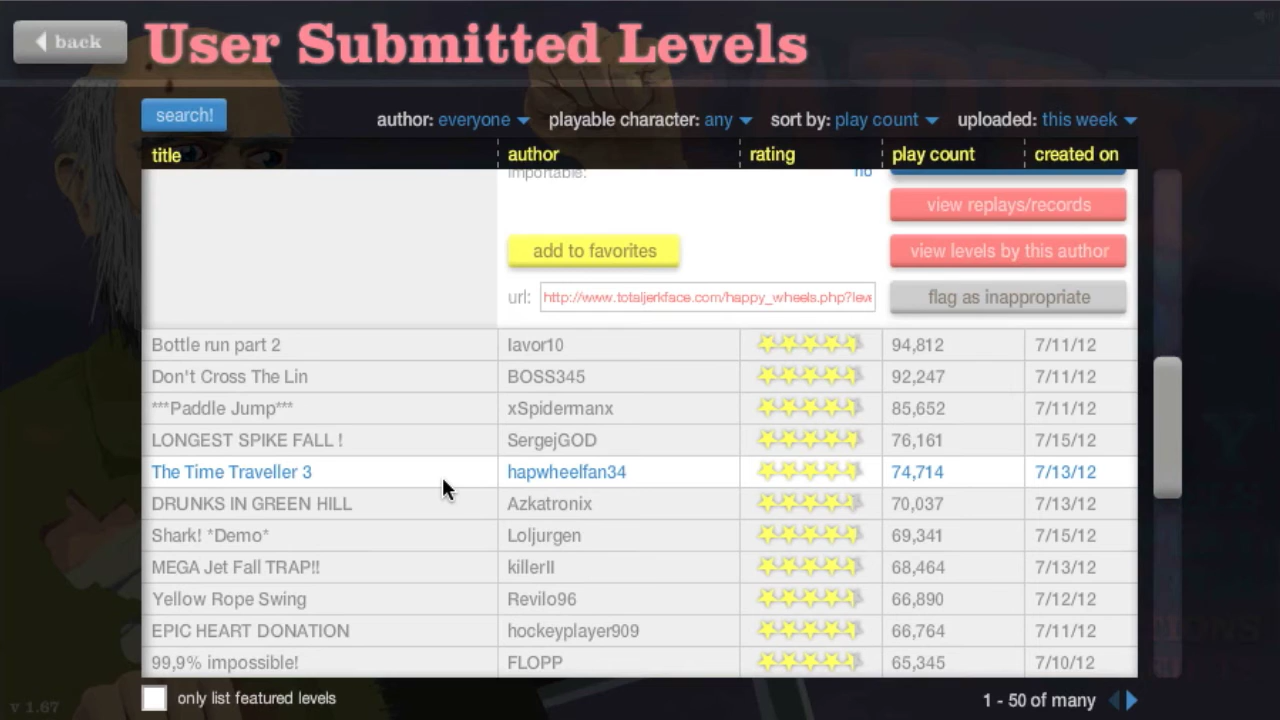 back
User Submitted Levels
search!
author: everyone playable character: any sort by: play count uploaded: this week
title author rating play count created on
importable: no
view replays/records
add to favorites view levels by this author
url: http://www.totaljerkface.com/happy_wheels.php?leve flag as inappropriate
Bottle run part 2 lavor10 94,812 7/11/12
Don't Cross The Lin BOSS345 92,247 7/11/12
***Paddle Jump*** xSpidermanx 85,652 7/11/12
LONGEST SPIKE FALL ! SergejGOD 76,161 7/15/12
The Time Traveller 3 hapwheelfan34 74,714 7/13/12
DRUNKS IN GREEN HILL Azkatronix 70,037 7/13/12
Shark! *Demo* Loljurgen 69,341 7/15/12
MEGA Jet Fall TRAP!! killerII 68,464 7/13/12
Yellow Rope Swing Revilo96 66,890 7/12/12
EPIC HEART DONATION hockeyplayer909 66,764 7/11/12
99,9% impossible! FLOPP 65,345 7/10/12
only list featured levels 1 - 50 of many
v 1.67